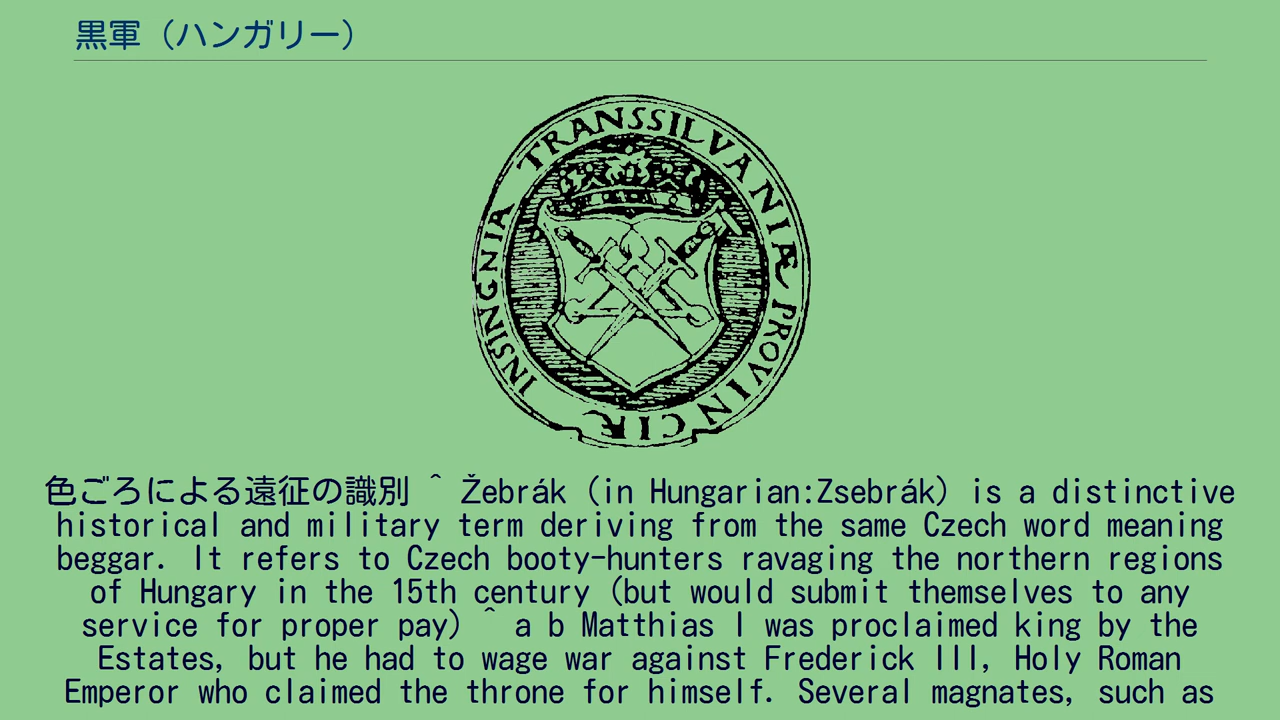 黒軍（ハンガリー）
INSINGNIA TRANSSILVANIÆ PROVINCIÆ
色ごろによる遠征の識別 ^ Žebrák (in Hungarian:Zsebrák) is a distinctive
historical and military term deriving from the same Czech word meaning
beggar. It refers to Czech booty-hunters ravaging the northern regions
of Hungary in the 15th century (but would submit themselves to any
service for proper pay) ^ a b Matthias I was proclaimed king by the
Estates, but he had to wage war against Frederick III, Holy Roman
Emperor who claimed the throne for himself. Several magnates, such as